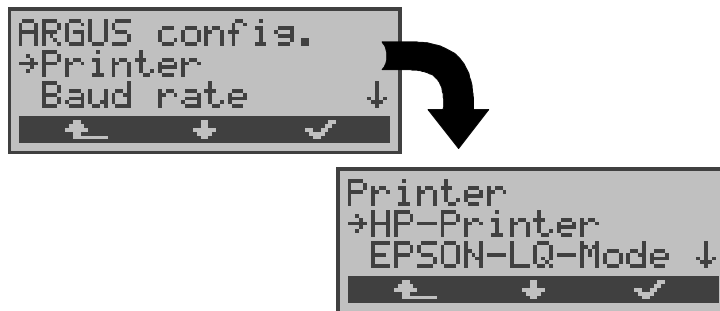 ARGUS config.
→Printer
Baud rate ↓
Printer
→HP-Printer
EPSON-LQ-Mode ↓